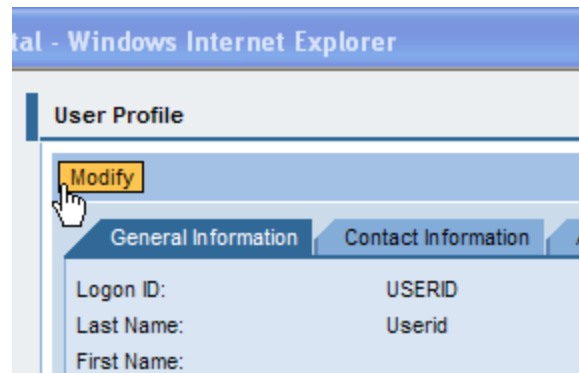 tal - Windows Internet Explorer
User Profile
Modify
General Information Contact Information
Logon ID: USERID
Last Name: Userid
First Name: